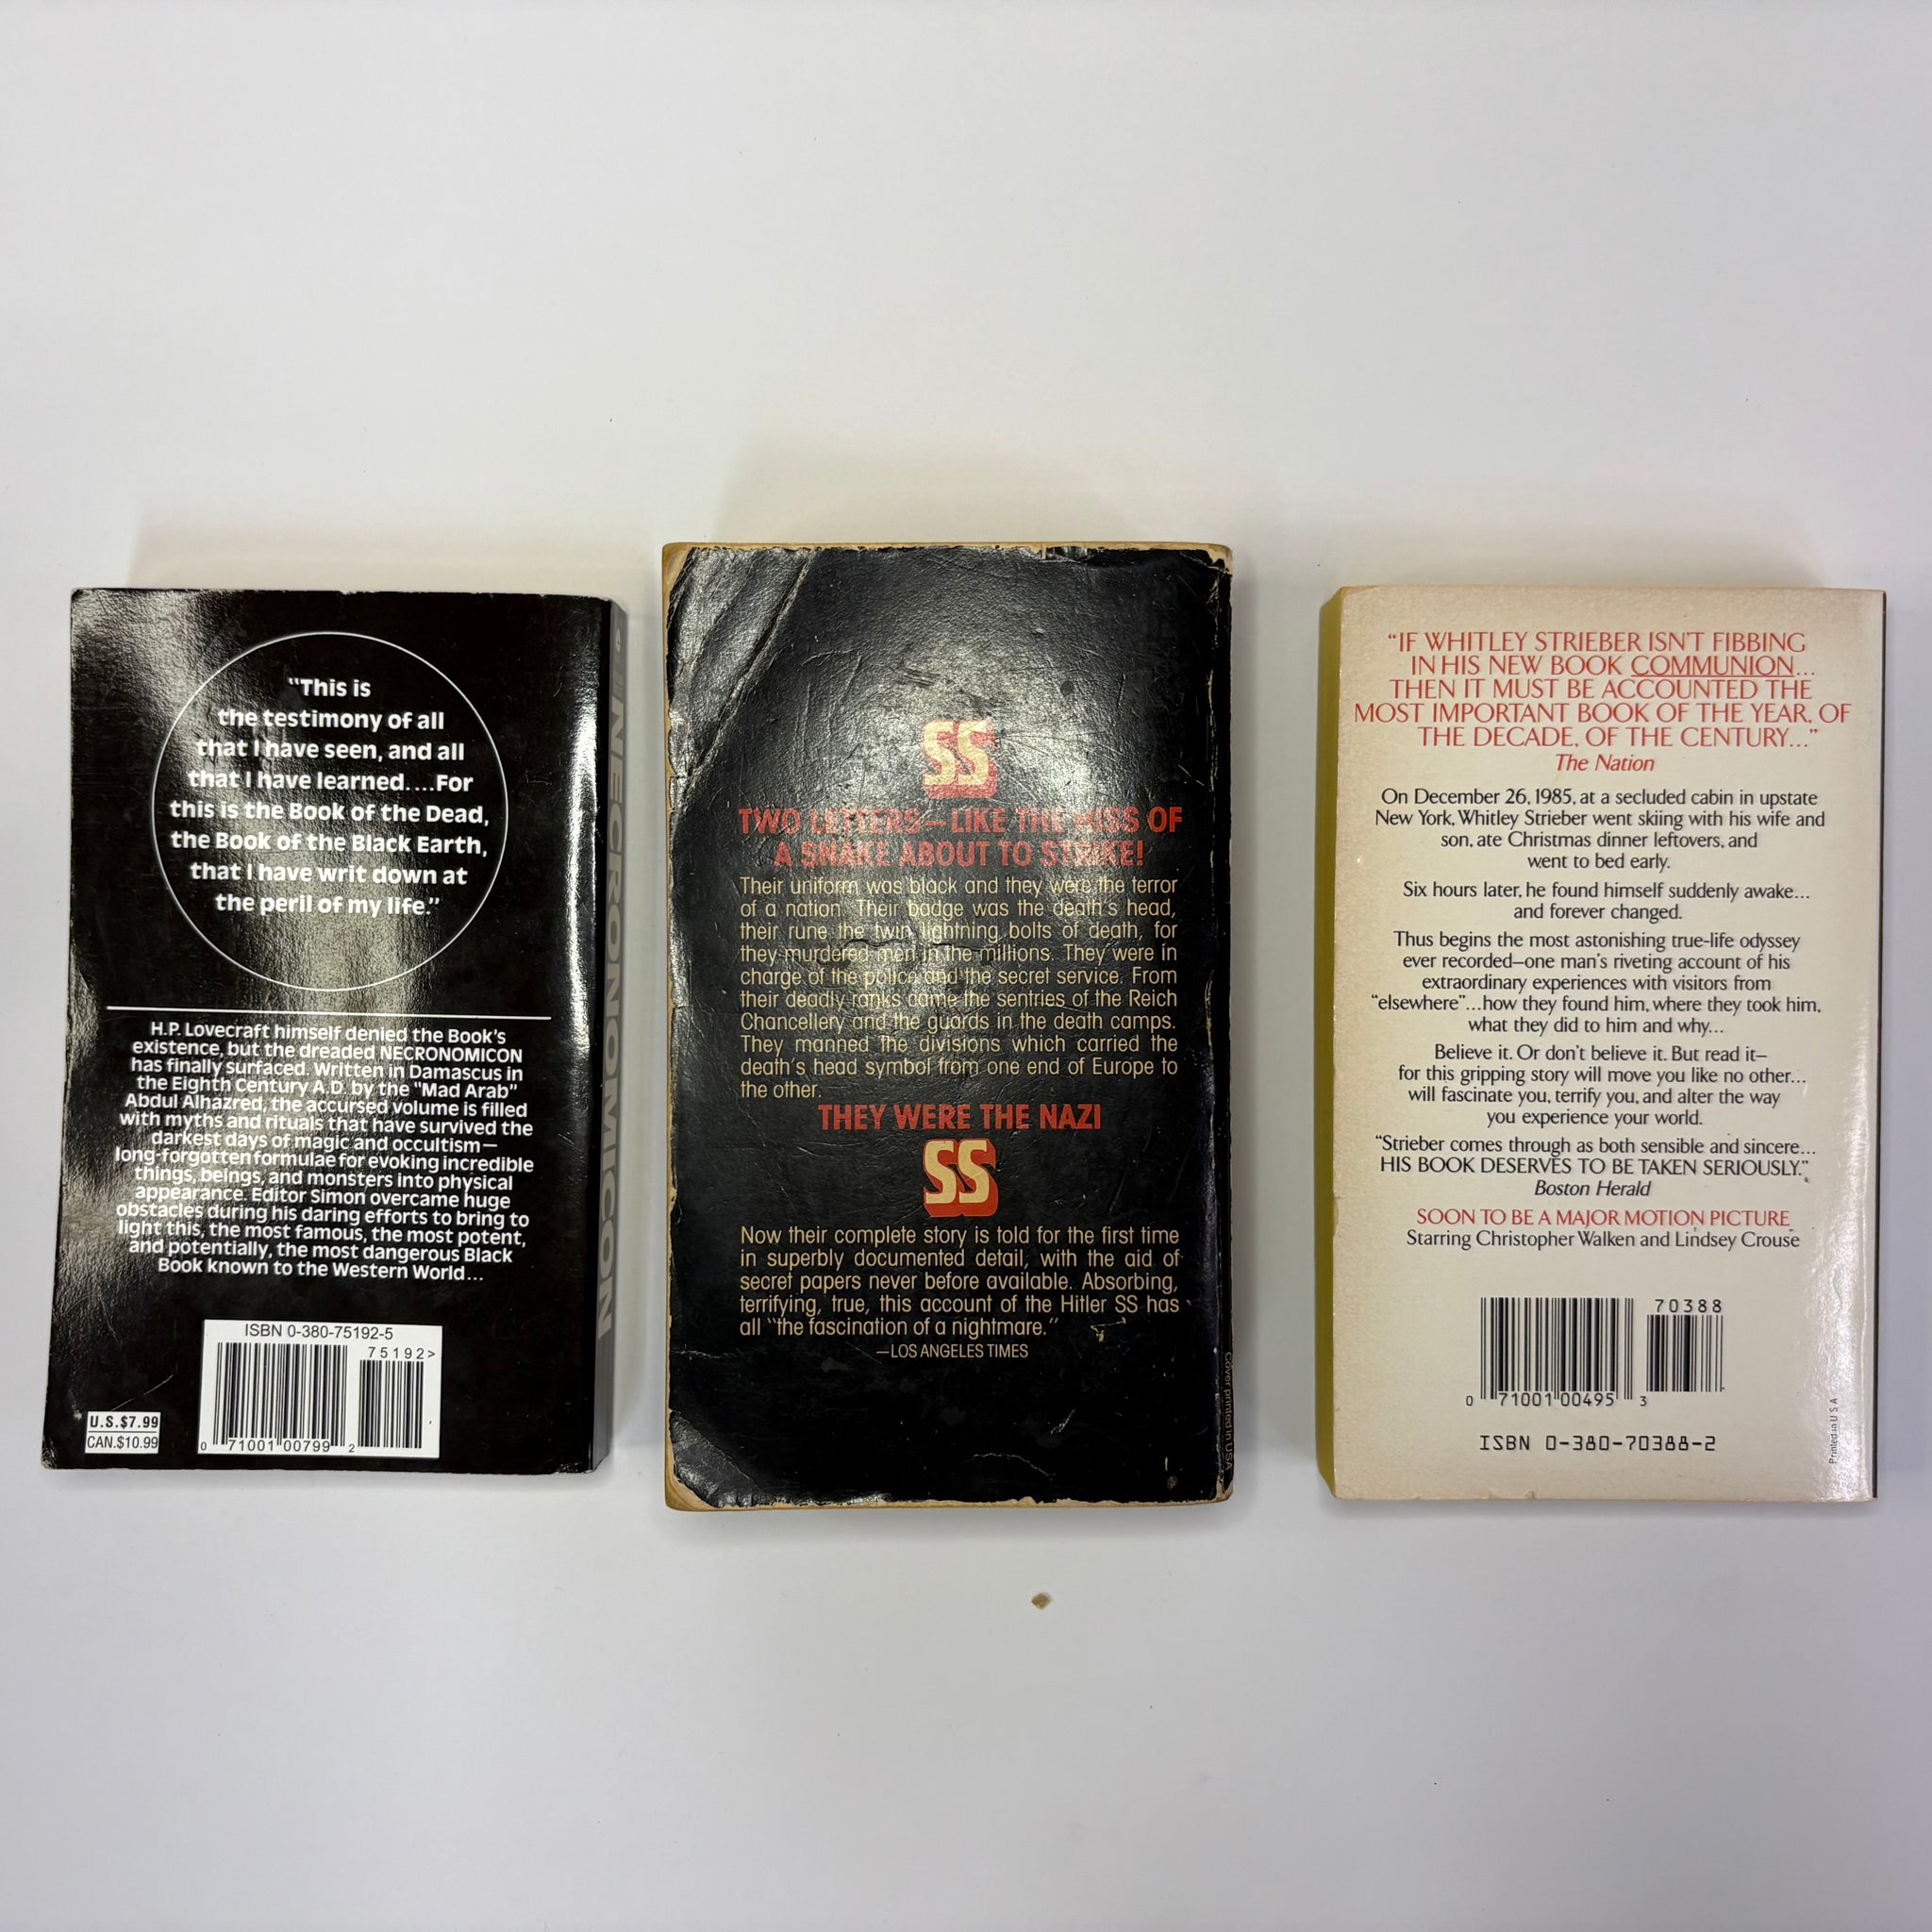 "This is
the testimony of all
that I have seen, and all
that I have learned....For
this is the Book of the Dead,
the Book of the Black Earth,
that I have writ down at
the peril of my life."
H.P. Lovecraft himself denied the Book's
existence, but the dreaded NECRONOMICON
has finally surfaced. Written in Damascus in
the Eighth Century A.D. by the "Mad Arab"
Abdul Alhazred, the accursed volume is filled
with myths and rituals that have survived the
darkest days of magic and occultism—
long-forgotten formulae for evoking incredible
things, beings, and monsters into physical
appearance. Editor Simon overcame huge
obstacles during his daring efforts to bring to
light this, the most famous, the most potent,
and potentially, the most dangerous Black
Book known to the Western World...
ISBN 0-380-75192-5
75192>
U.S.$7.99
CAN.$10.99
0 71001 00799 2
NECRONOMICON
SS
TWO LETTERS—LIKE THE HISS OF
A SNAKE ABOUT TO STRIKE!
Their uniform was black and they were the terror
of a nation. Their badge was the death's head,
their rune the twin lightning bolts of death, for
they murdered men in the millions. They were in
charge of the police and the secret service. From
their deadly ranks came the sentries of the Reich
Chancellery and the guards in the death camps.
They manned the divisions which carried the
death's head symbol from one end of Europe to
the other.
THEY WERE THE NAZI
SS
Now their complete story is told for the first time
in superbly documented detail, with the aid of
secret papers never before available. Absorbing,
terrifying, true, this account of the Hitler SS has
all "the fascination of a nightmare."
—LOS ANGELES TIMES
Cover printed in USA
"IF WHITLEY STRIEBER ISN'T FIBBING
IN HIS NEW BOOK COMMUNION...
THEN IT MUST BE ACCOUNTED THE
MOST IMPORTANT BOOK OF THE YEAR, OF
THE DECADE, OF THE CENTURY..."
The Nation
On December 26, 1985, at a secluded cabin in upstate
New York, Whitley Strieber went skiing with his wife and
son, ate Christmas dinner leftovers, and
went to bed early.
Six hours later, he found himself suddenly awake...
and forever changed.
Thus begins the most astonishing true-life odyssey
ever recorded—one man's riveting account of his
extraordinary experiences with visitors from
"elsewhere"...how they found him, where they took him,
what they did to him and why...
Believe it. Or don't believe it. But read it—
for this gripping story will move you like no other...
will fascinate you, terrify you, and alter the way
you experience your world.
"Strieber comes through as both sensible and sincere...
HIS BOOK DESERVES TO BE TAKEN SERIOUSLY."
Boston Herald
SOON TO BE A MAJOR MOTION PICTURE
Starring Christopher Walken and Lindsey Crouse
70388
0 71001 00495 3
ISBN 0-380-70388-2
Printed in U S A